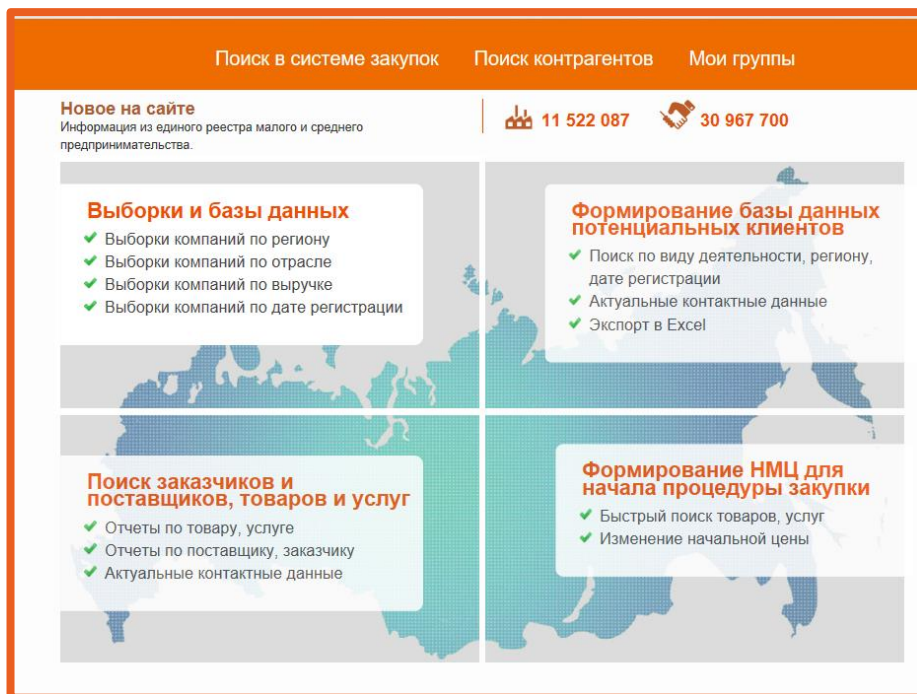 Поиск в системе закупок Поиск контрагентов Мои группы
Новое на сайте
Информация из единого реестра малого и среднего
предпринимательства.
11 522 087 30 967 700
Выборки и базы данных
Выборки компаний по региону
Выборки компаний по отрасле
Выборки компаний по выручке
Выборки компаний по дате регистрации
Формирование базы данных
потенциальных клиентов
Поиск по виду деятельности, региону,
дате регистрации
Актуальные контактные данные
Экспорт в Excel
Поиск заказчиков и
поставщиков, товаров и услуг
Отчеты по товару, услуге
Отчеты по поставщику, заказчику
Актуальные контактные данные
Формирование НМЦ для
начала процедуры закупки
Быстрый поиск товаров, услуг
Изменение начальной цены